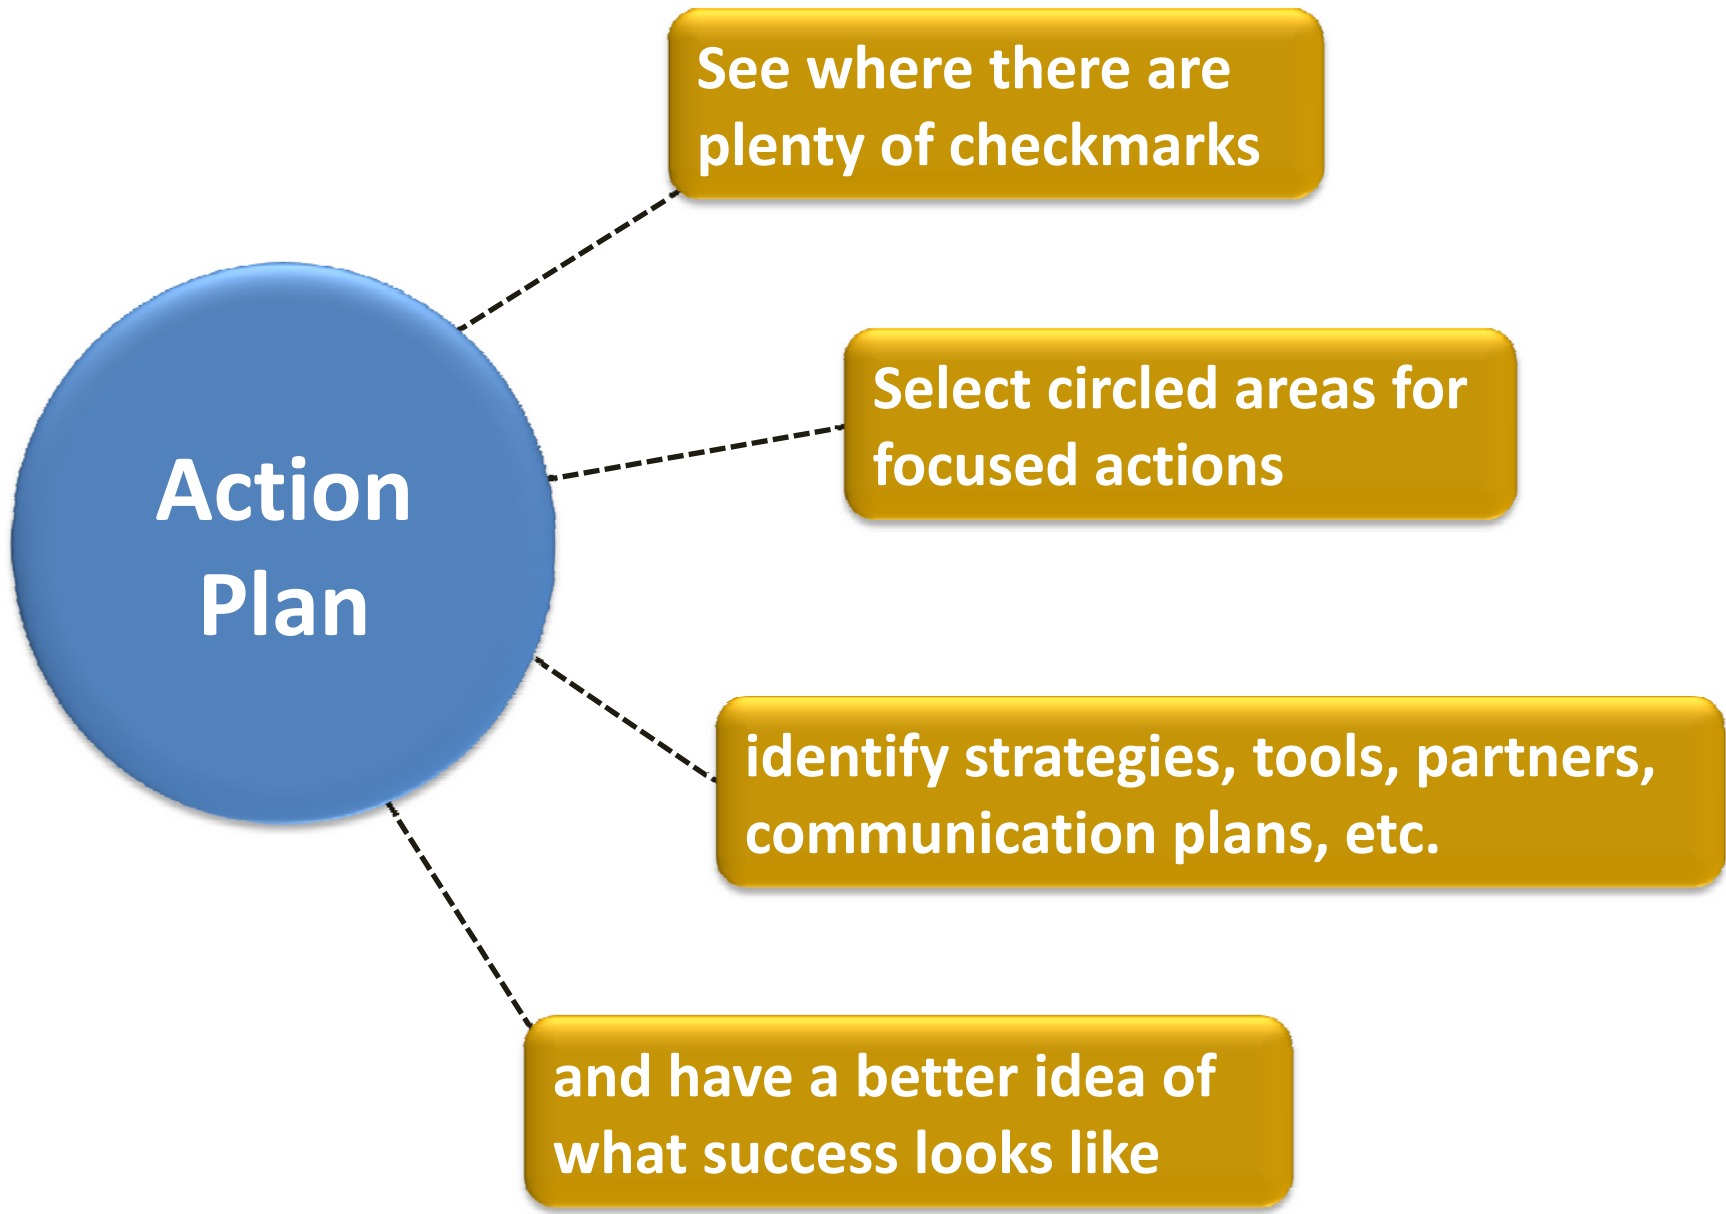 See where there are
plenty of checkmarks
Select circled areas for
focused actions
Action
Plan
identify strategies, tools, partners,
communication plans, etc.
and have a better idea of
what success looks like